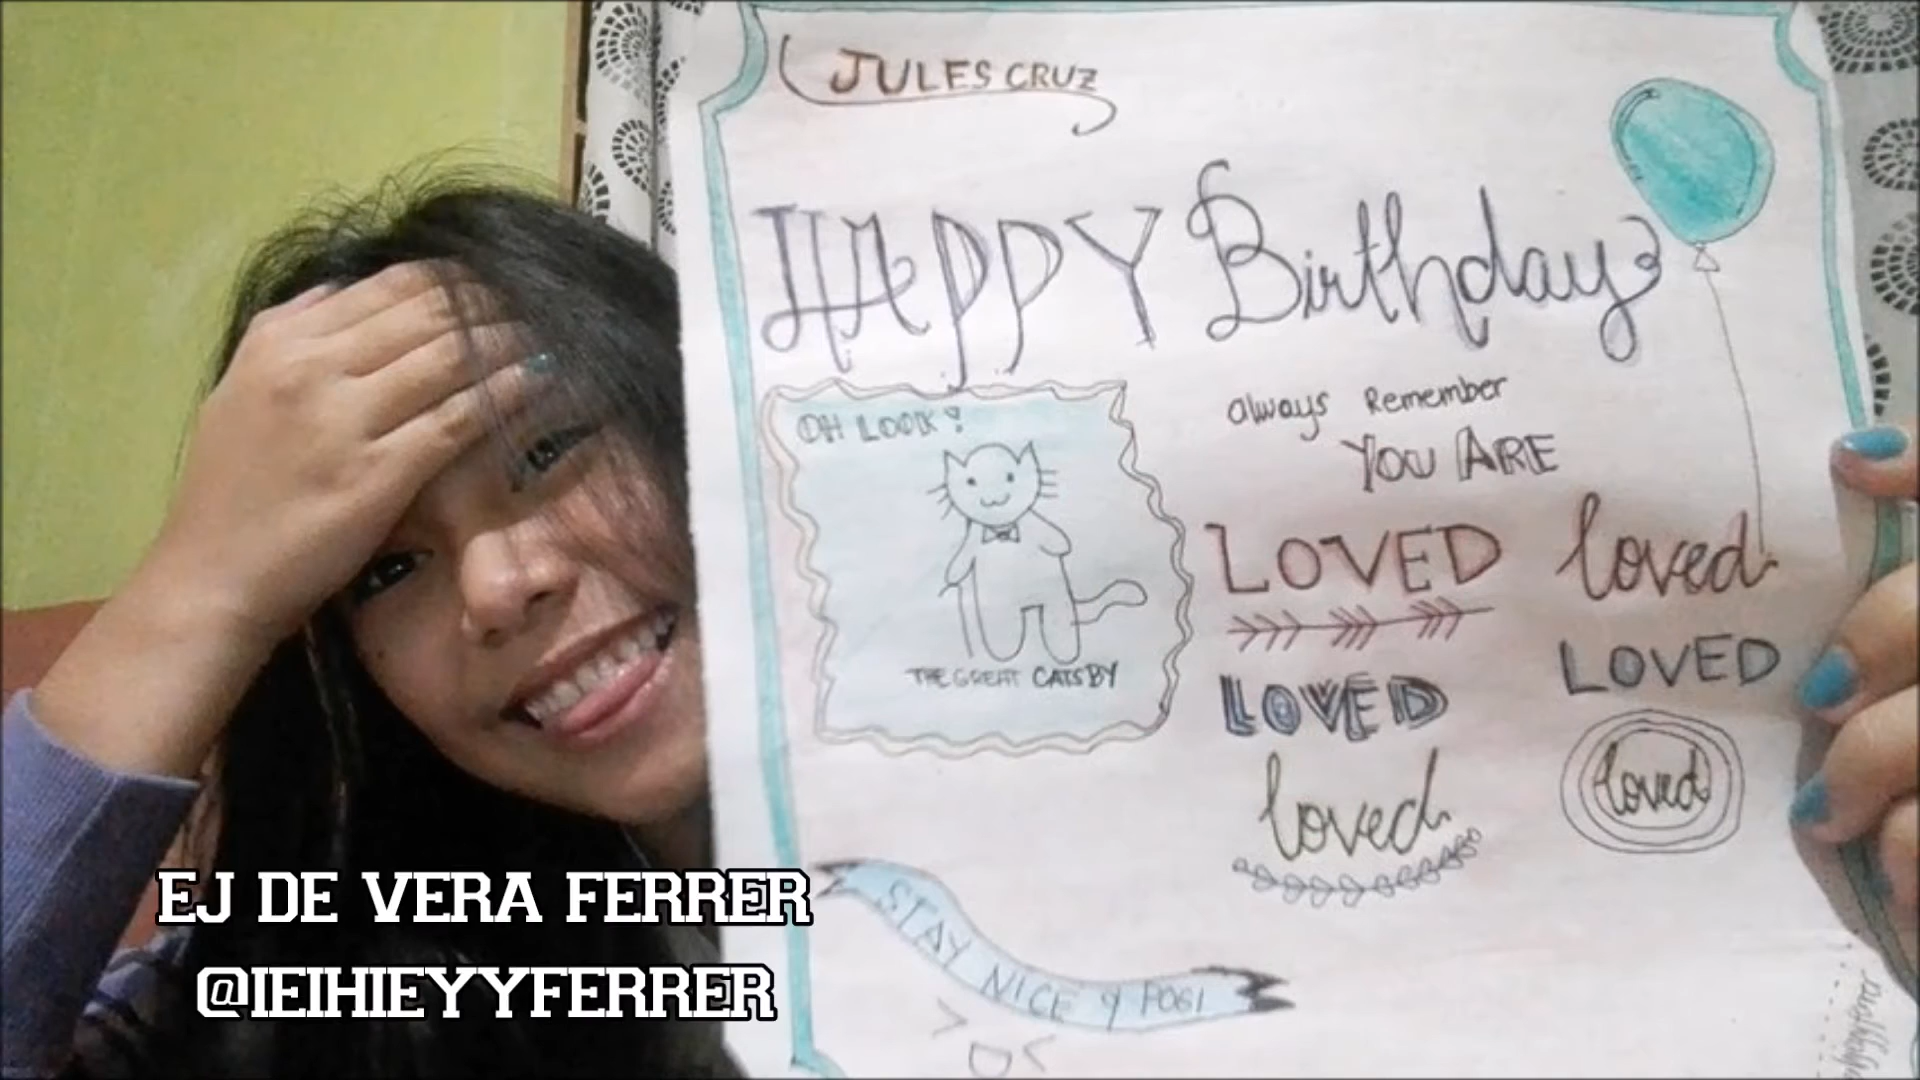 JULES CRUZ
HAPPY Birthday
OH LOOK!
THE GREAT CATSBY
always Remember
YOU ARE
LOVED loved
LOVED LOVED
loved loved
STAY NICE & POGI
EJ DE VERA FERRER
@IEIHIEYYFERRER